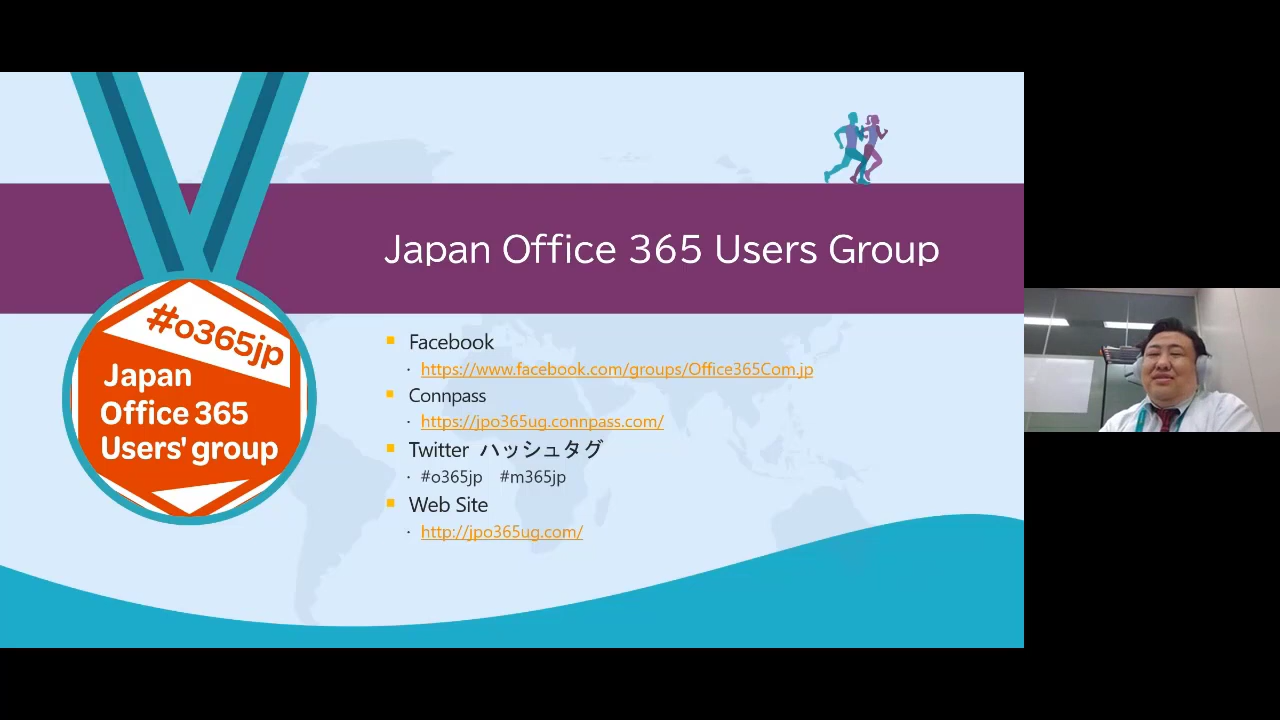 Japan Office 365 Users Group
#o365jp
Japan
Office 365
Users' group
Facebook
https://www.facebook.com/groups/Office365Com.jp
Connpass
https://jpo365ug.connpass.com/
Twitter ハッシュタグ
#o365jp #m365jp
Web Site
http://jpo365ug.com/